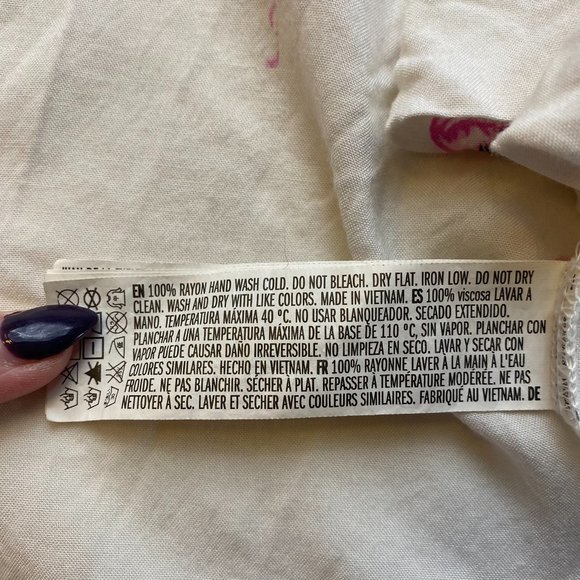 EN 100% RAYON HAND WASH COLD. DO NOT BLEACH. DRY FLAT. IRON LOW. DO NOT DRY
CLEAN. WASH AND DRY WITH LIKE COLORS. MADE IN VIETNAM. ES 100% viscosa LAVAR A
MANO. TEMPERATURA MÁXIMA 40 ºC. NO USAR BLANQUEADOR. SECADO EXTENDIDO.
PLANCHAR A UNA TEMPERATURA MÁXIMA DE LA BASE DE 110 ºC, SIN VAPOR. PLANCHAR CON
VAPOR PUEDE CAUSAR DAÑO IRREVERSIBLE. NO LIMPIEZA EN SECO. LAVAR Y SECAR CON
COLORES SIMILARES. HECHO EN VIETNAM. FR 100% RAYONNE LAVER À LA MAIN À L'EAU
FROIDE. NE PAS BLANCHIR. SÉCHER À PLAT. REPASSER À TEMPÉRATURE MODÉRÉE. NE PAS
NETTOYER À SEC. LAVER ET SECHER AVEC COULEURS SIMILAIRES. FABRIQUÉ AU VIETNAM. DE